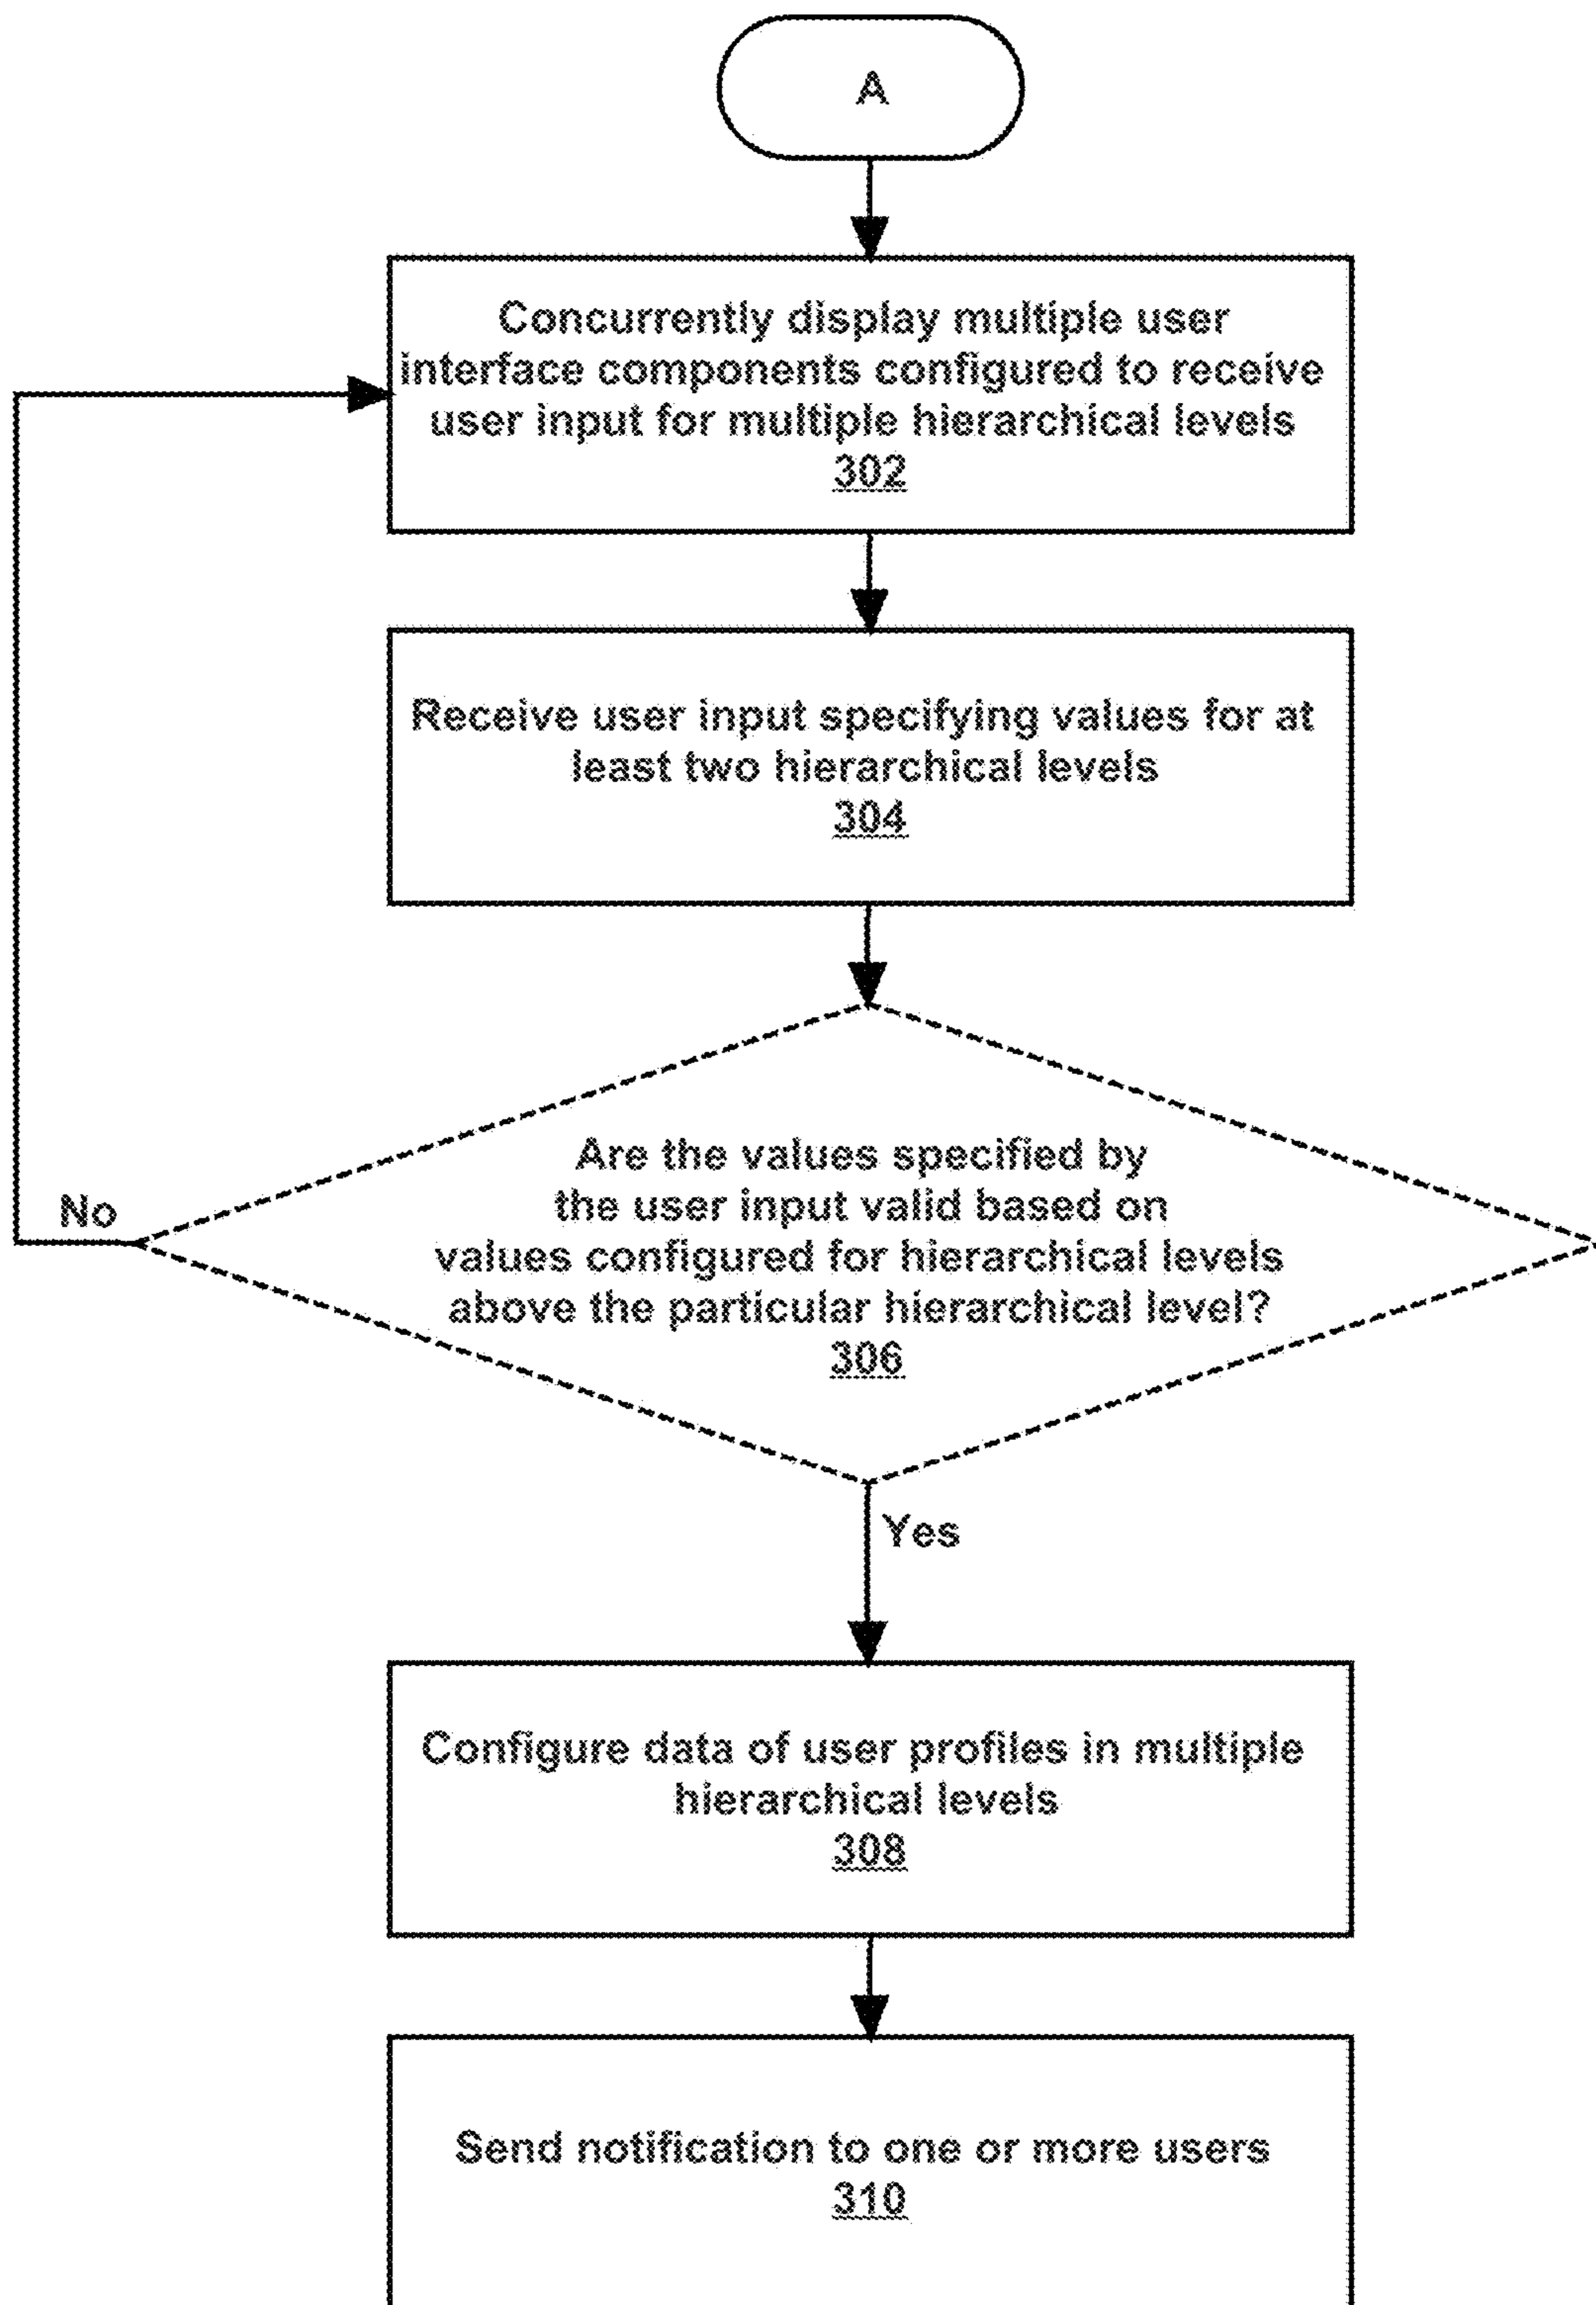 A
Concurrently display multiple user
interface components configured to receive
user input for multiple hierarchical levels
302
Receive user input specifying values for at
least two hierarchical levels
304
Are the values specified by
the user input valid based on
values configured for hierarchical levels
above the particular hierarchical level?
306
No
Yes
Configure data of user profiles in multiple
hierarchical levels
308
Send notification to one or more users
310